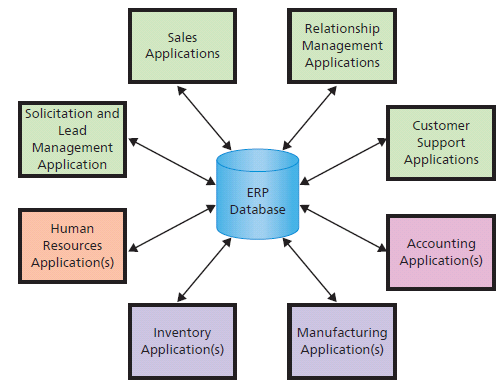 Sales
Applications
Relationship
Management
Applications
Solicitation and
Lead
Management
Application
Customer
Support
Applications
ERP
Database
Human
Resources
Application(s)
Accounting
Application(s)
Inventory
Application(s)
Manufacturing
Application(s)